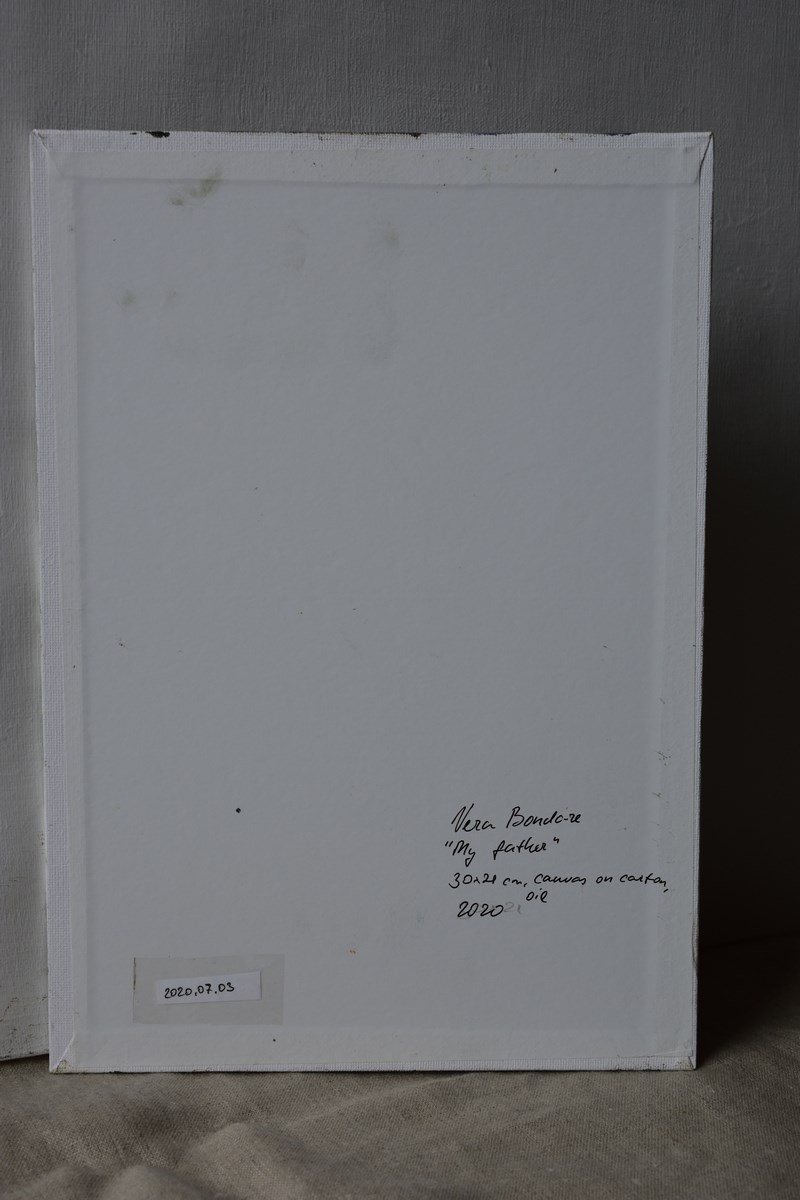 Vera Bondare
"My father"
30x21 cm, canvas on carton,
oil
2020
2020.07.03